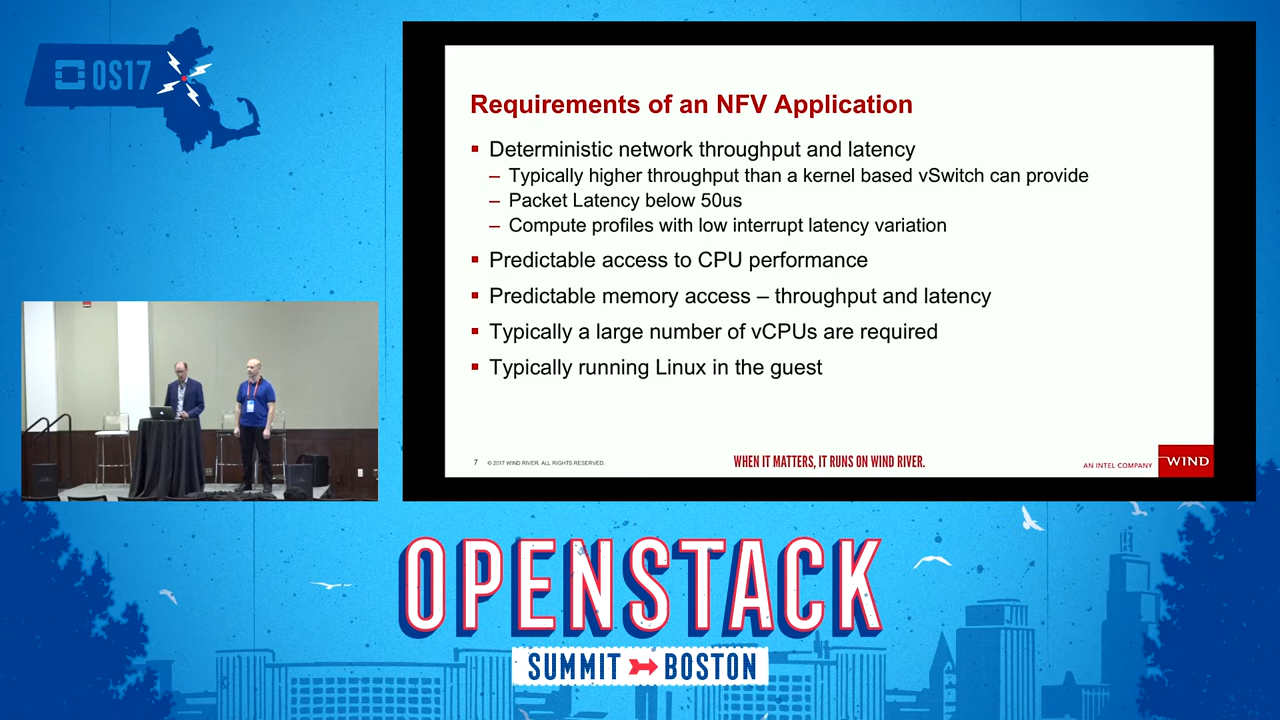 OS17
Requirements of an NFV Application
▪ Deterministic network throughput and latency
– Typically higher throughput than a kernel based vSwitch can provide
– Packet Latency below 50us
– Compute profiles with low interrupt latency variation
▪ Predictable access to CPU performance
▪ Predictable memory access – throughput and latency
▪ Typically a large number of vCPUs are required
▪ Typically running Linux in the guest
7 © 2017 WIND RIVER. ALL RIGHTS RESERVED.
WHEN IT MATTERS, IT RUNS ON WIND RIVER.
AN INTEL COMPANY
WIND
OPENSTACK
SUMMIT BOSTON